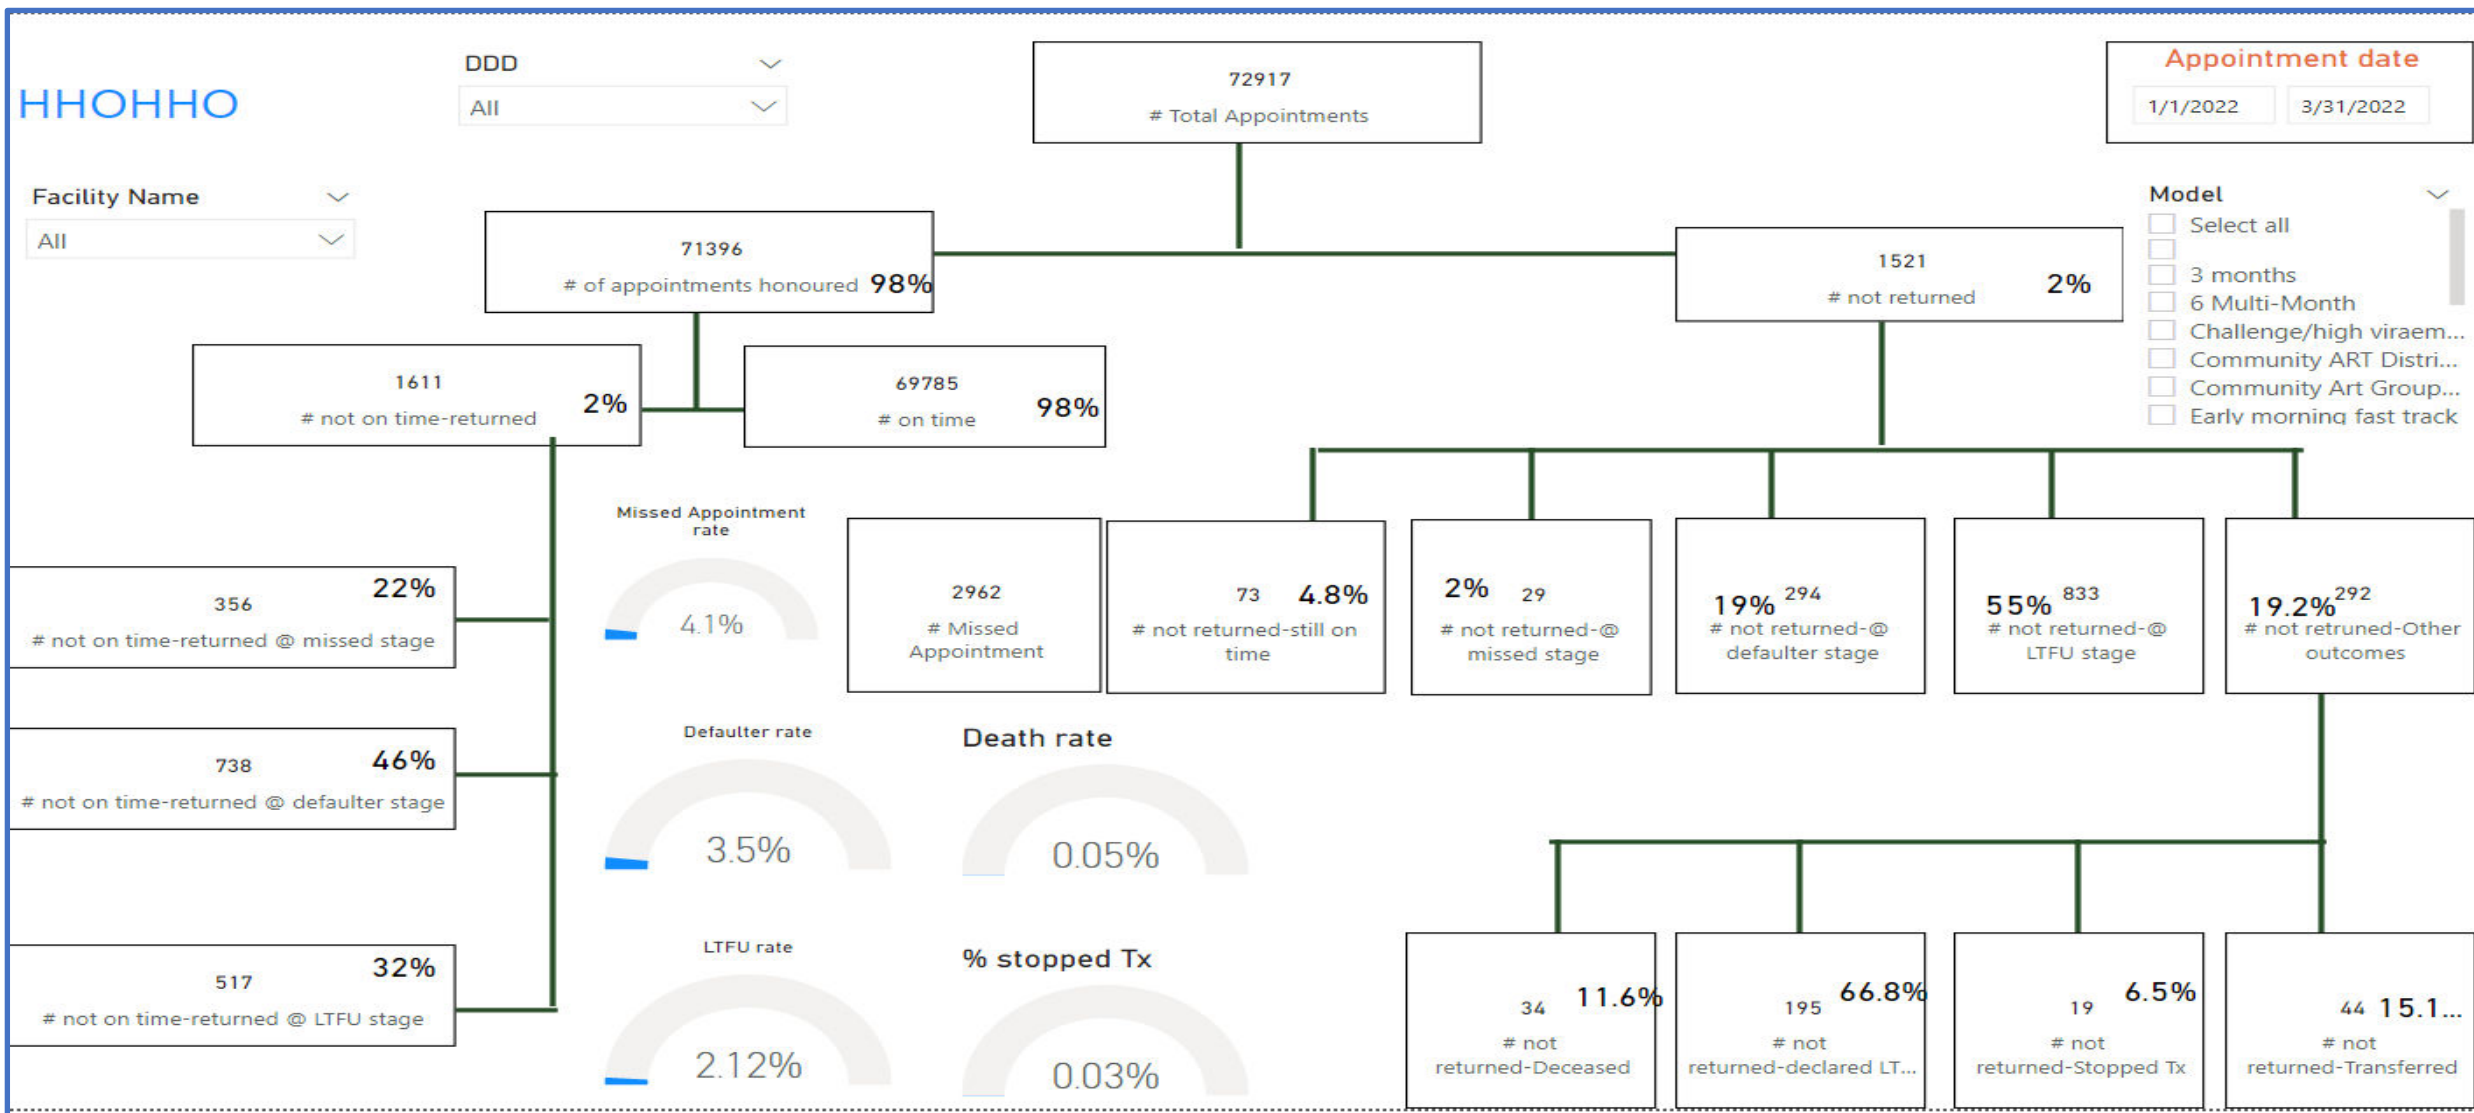 HHOHHO
DDD
All
72917
# Total Appointments
Appointment date
1/1/2022
3/31/2022
Facility Name
All
Model
Select all
3 months
6 Multi-Month
Challenge/high viraem...
Community ART Distri...
Community Art Group...
Early morning fast track
71396
# of appointments honoured 98%
1521
# not returned
2%
1611
# not on time-returned
2%
69785
# on time
98%
Missed Appointment
rate
4.1%
2962
# Missed
Appointment
73 4.8%
# not returned-still on
time
2% 29
# not returned-@
missed stage
19% 294
# not returned-@
defaulter stage
55% 833
# not returned-@
LTFU stage
19.2% 292
# not retruned-Other
outcomes
356
22%
# not on time-returned @ missed stage
738
46%
# not on time-returned @ defaulter stage
517
32%
# not on time-returned @ LTFU stage
Defaulter rate
3.5%
Death rate
0.05%
LTFU rate
2.12%
% stopped Tx
0.03%
34 11.6%
# not
returned-Deceased
195 66.8%
# not
returned-declared LT...
19 6.5%
# not
returned-Stopped Tx
44 15.1...
# not
returned-Transferred